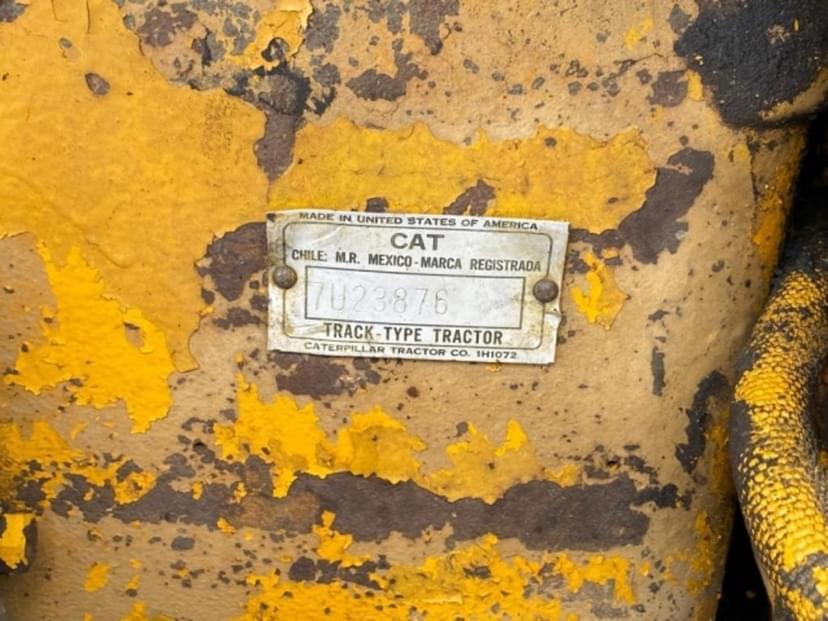 MADE IN UNITED STATES OF AMERICA
CAT
CHILE: M.R. MEXICO-MARCA REGISTRADA
7U23876
TRACK-TYPE TRACTOR
CATERPILLAR TRACTOR CO. 1H1072